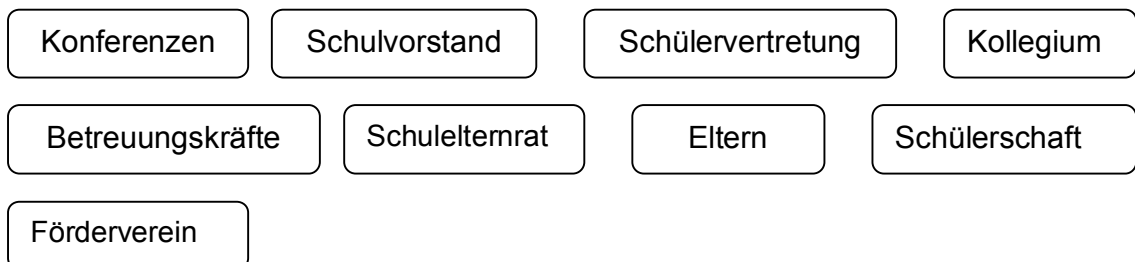 Konferenzen Schulvorstand Schülervertretung Kollegium
Betreuungskräfte Schulelternrat Eltern Schülerschaft
Förderverein